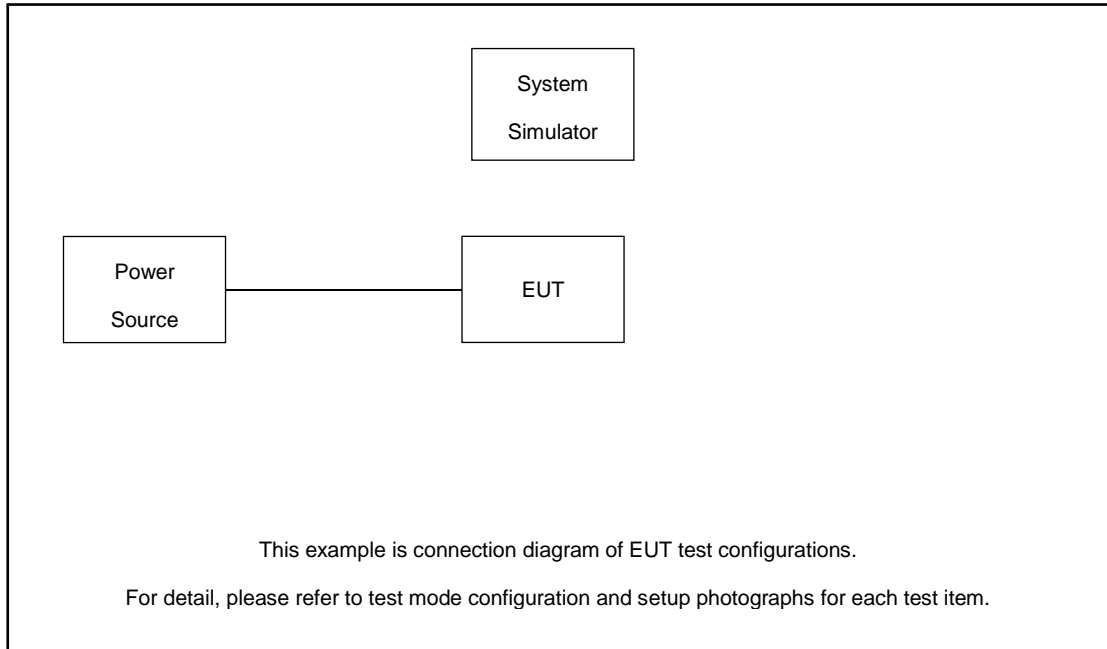 System
Simulator
Power
Source
EUT
This example is connection diagram of EUT test configurations.
For detail, please refer to test mode configuration and setup photographs for each test item.